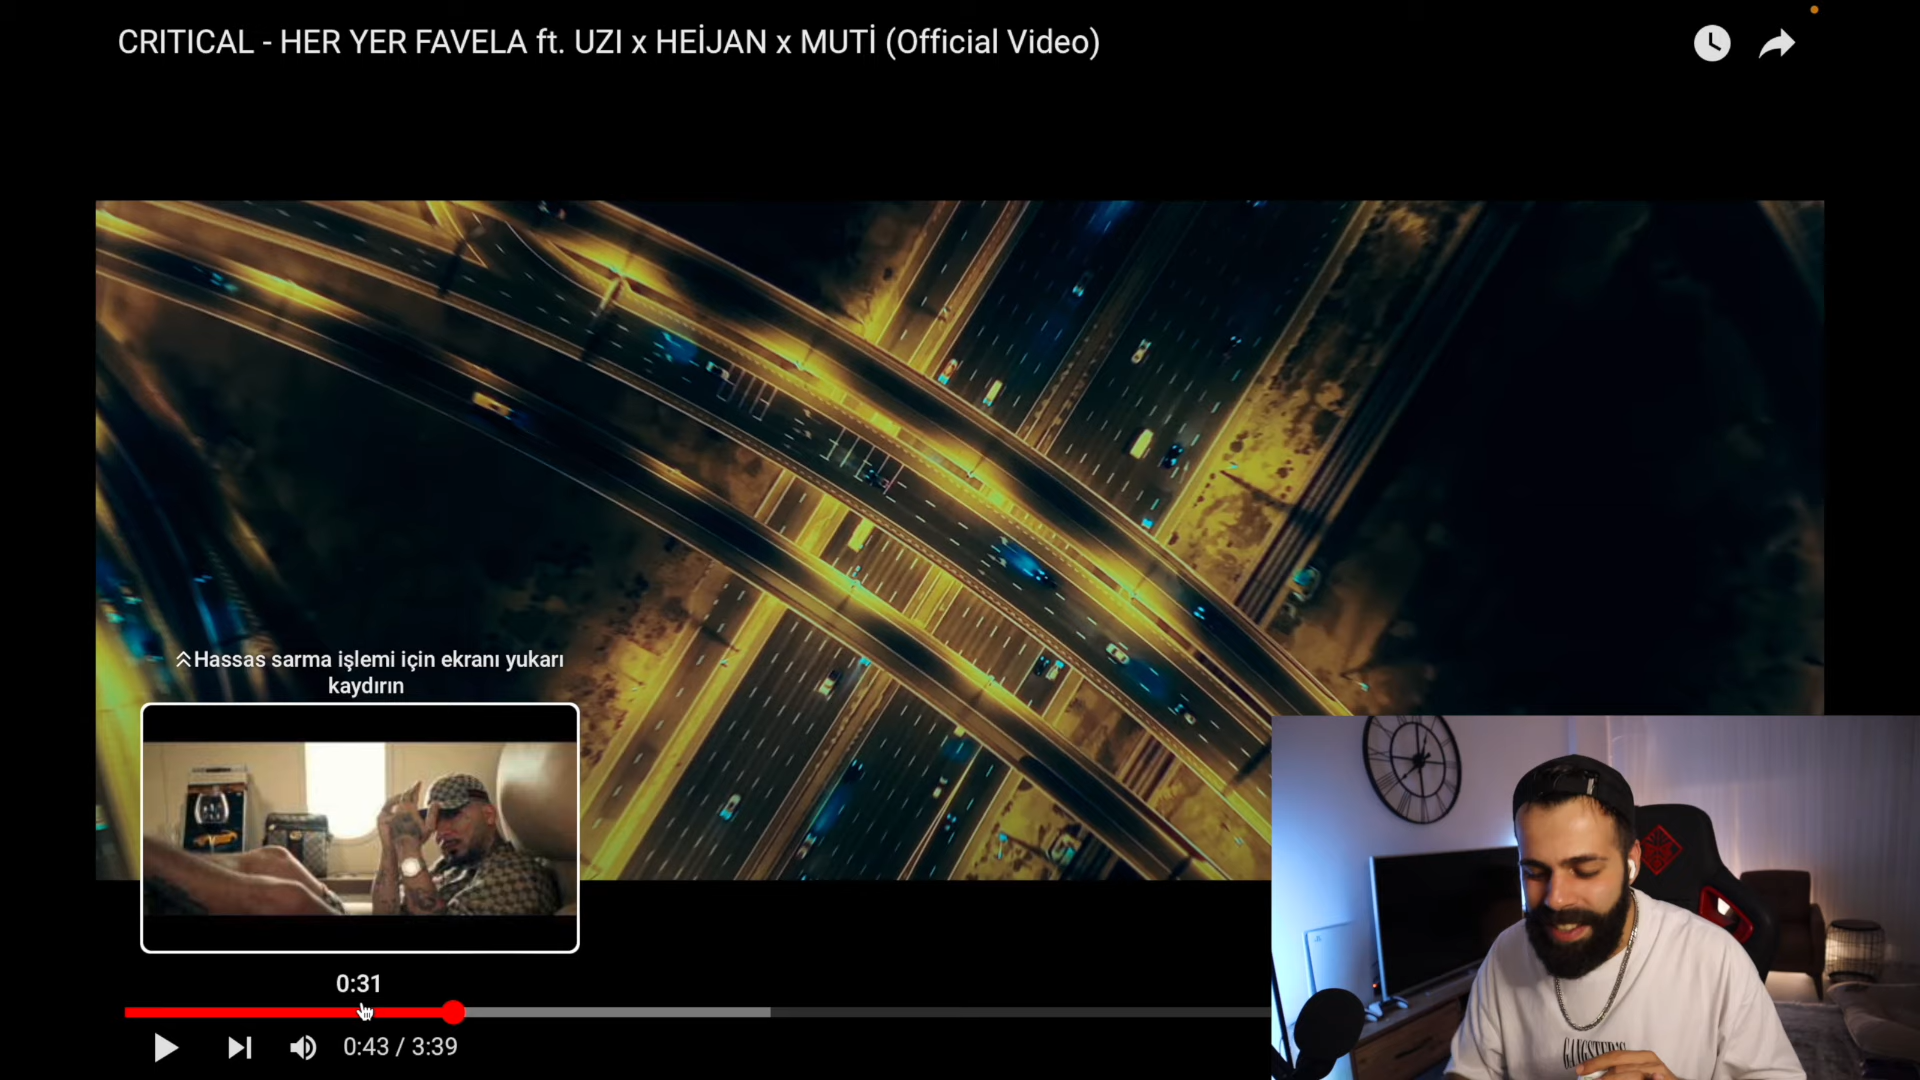 CRITICAL - HER YER FAVELA ft. UZI x HEİJAN x MUTİ (Official Video)
Hassas sarma işlemi için ekranı yukarı
kaydırın
0:31
0:43 / 3:39